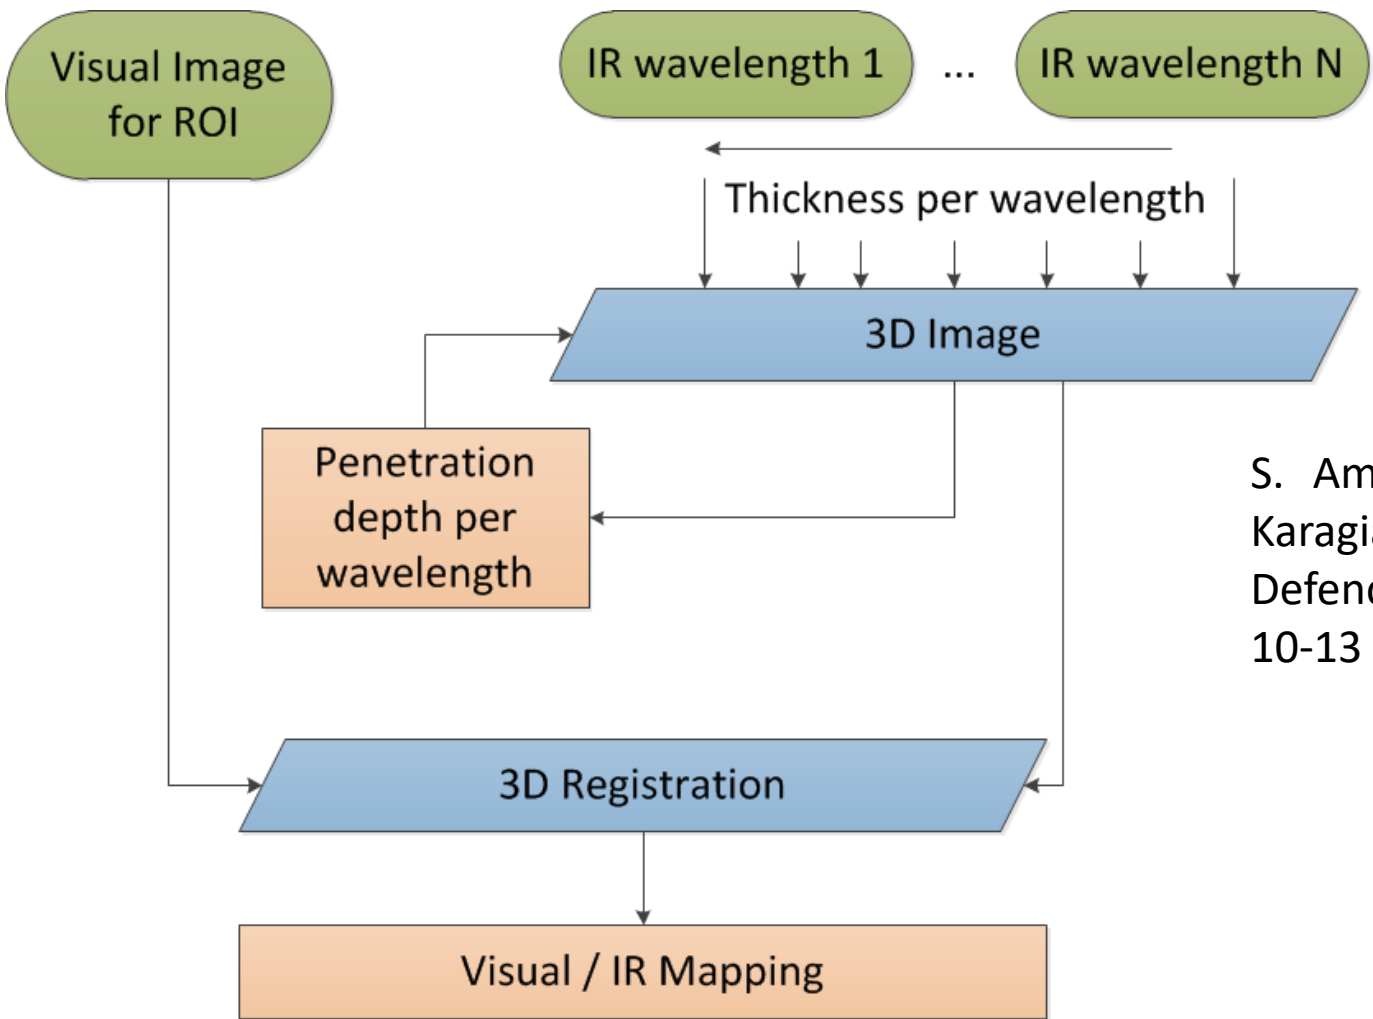 Visual Image
for ROI
IR wavelength 1
...
IR wavelength N
Thickness per wavelength
3D Image
Penetration
depth per
wavelength
S.
10-13
3D Registration
Visual / IR Mapping